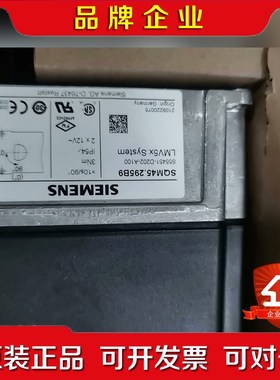 品 牌 企 业
SIEMENS
SQM45.295B9
LMV5x System
S55451-D202-A100
>10s/90°
3Nm
IP54
2 x 12V~
Origin: Germany
Siemens AG, D-76437 Rastatt
企业
装正品 可开发票 可对